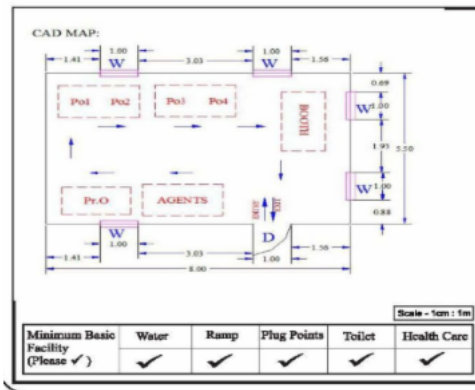 CAD MAP:
1.41 1.00 3.03 1.00 1.56
W W
Po1 Po2 Po3 Po4
BOOTH
0.69
W 1.00
1.93
5.50
W 1.00
0.88
Pr.O AGENTS
ENTRY EXIT
W D
1.00 1.00
1.41 3.03 1.56
8.00
Scale - 1cm : 1m
Minimum Basic Facility (Please ✓) Water Ramp Plug Points Toilet Health Care
✓ ✓ ✓ ✓ ✓